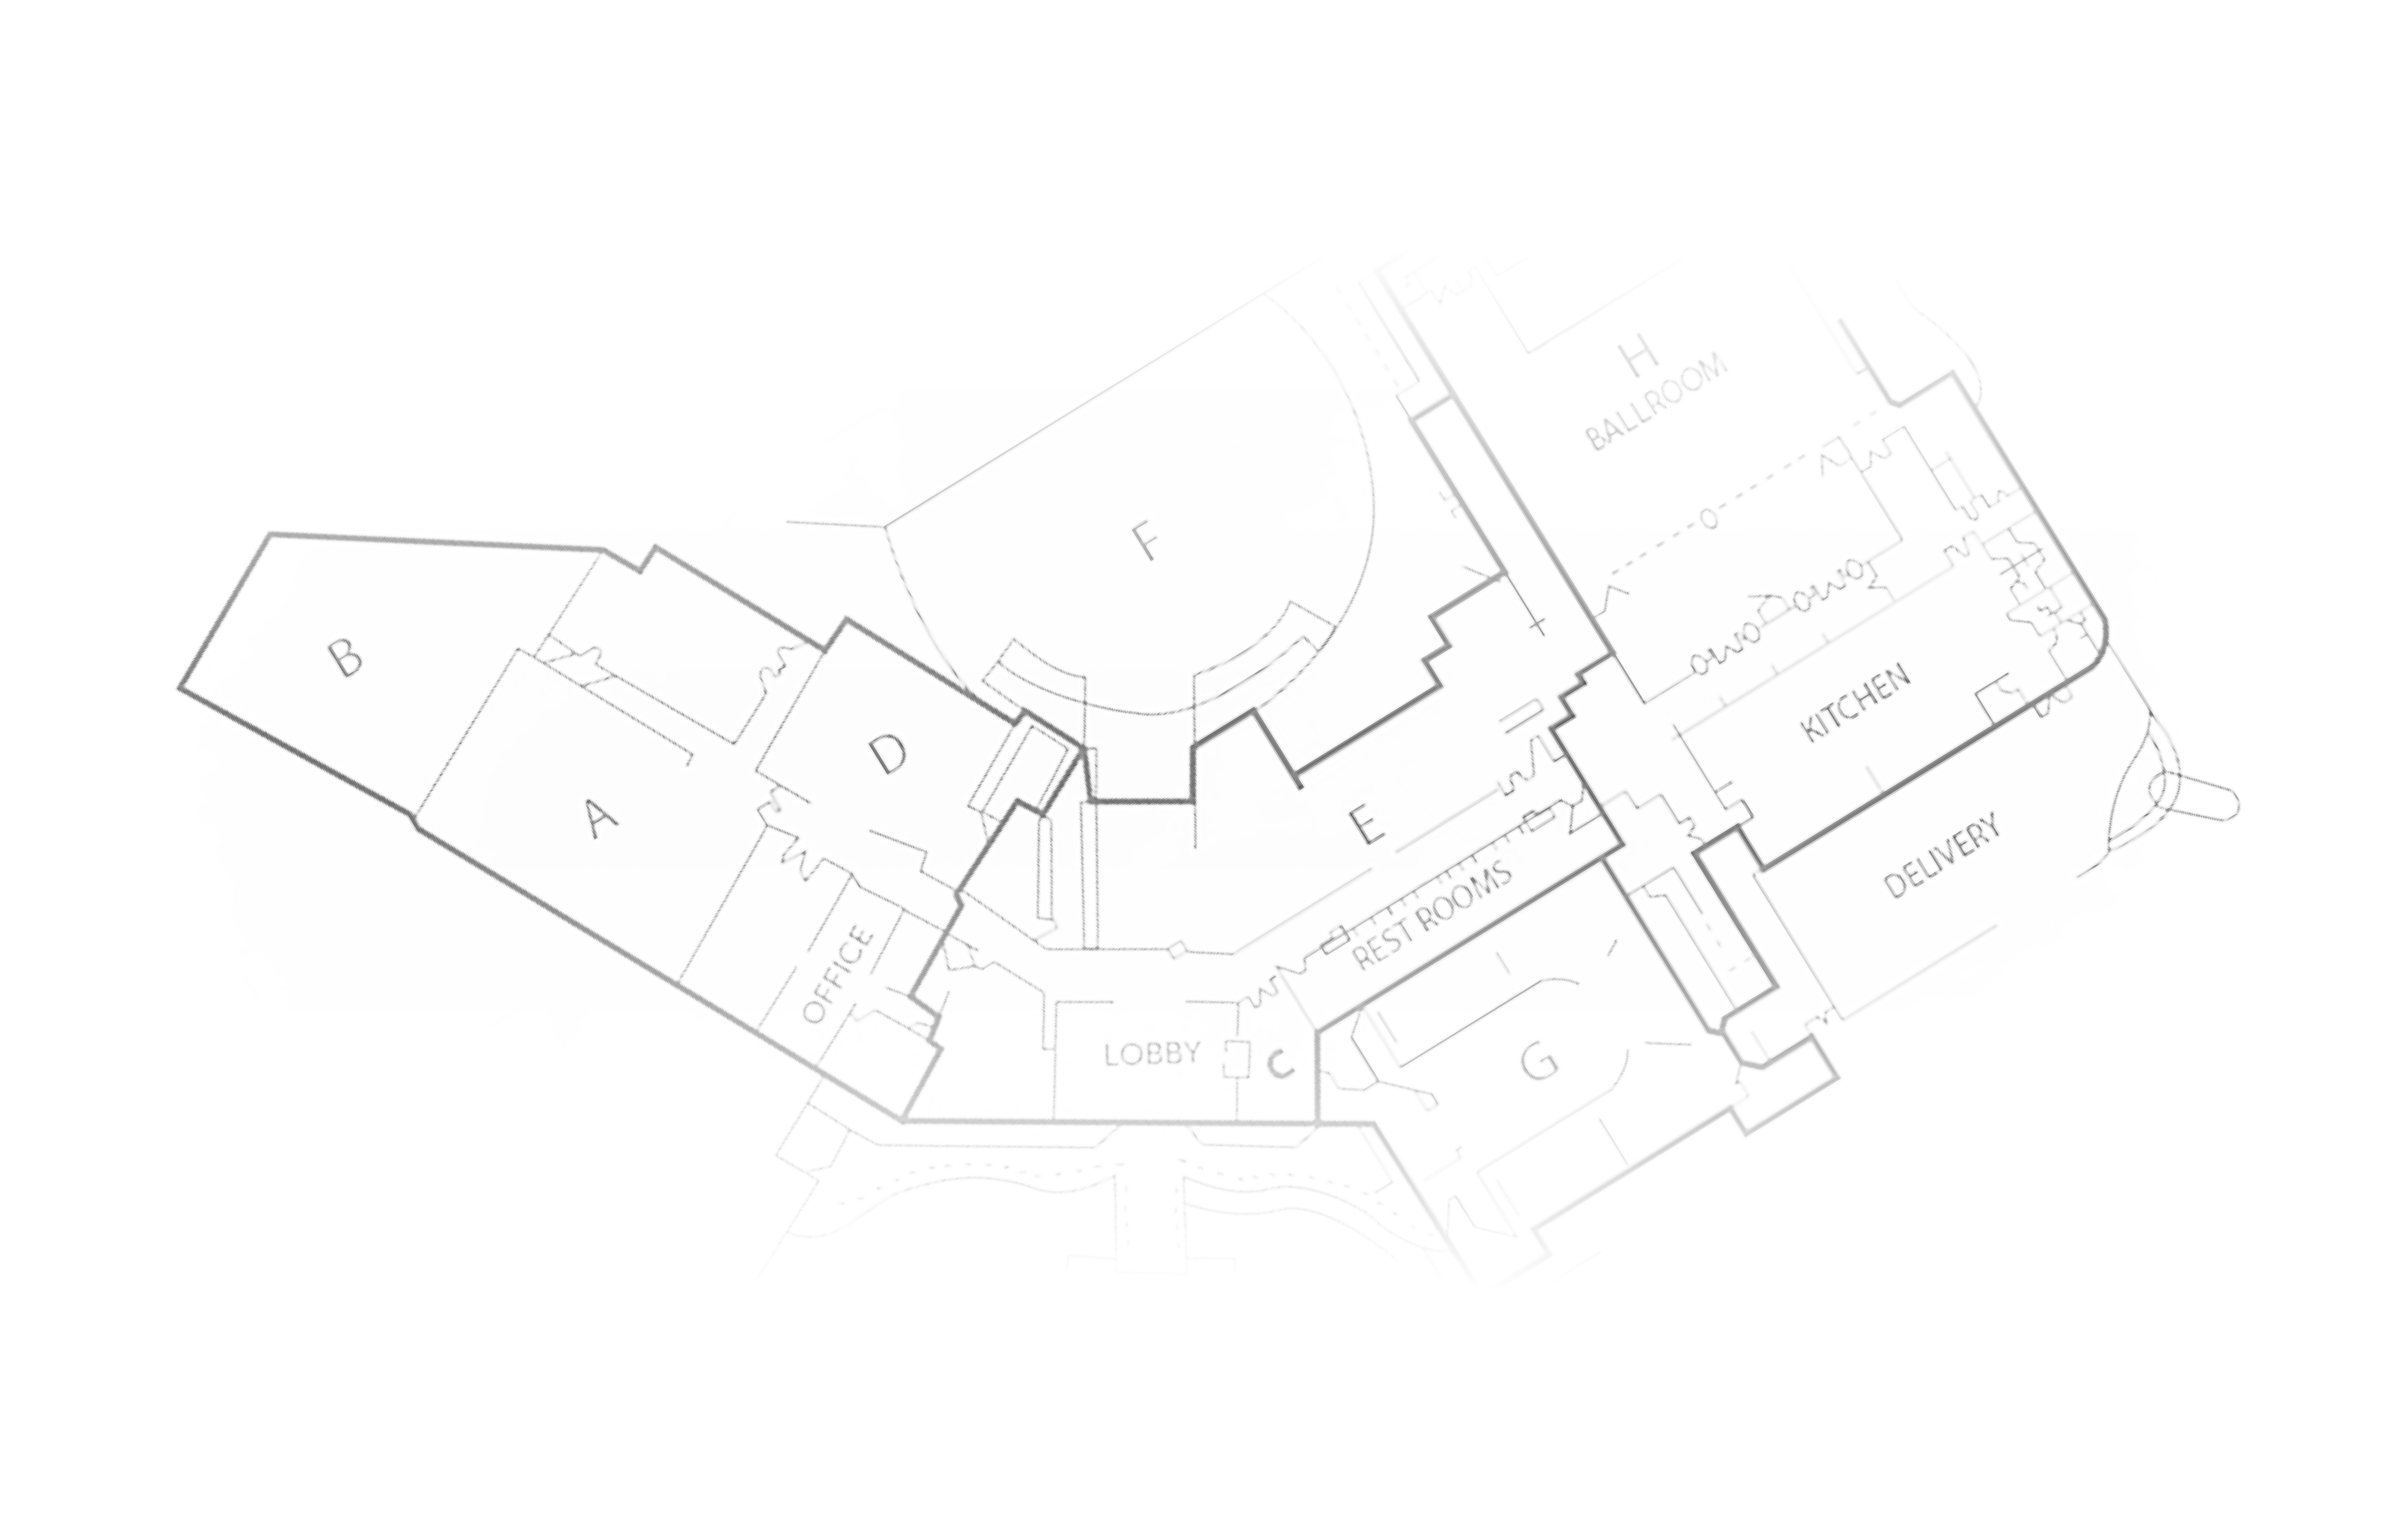 H
BALLROOM
F
B
KITCHEN
D
A
E
DELIVERY
REST ROOMS
OFFICE
LOBBY
C
G